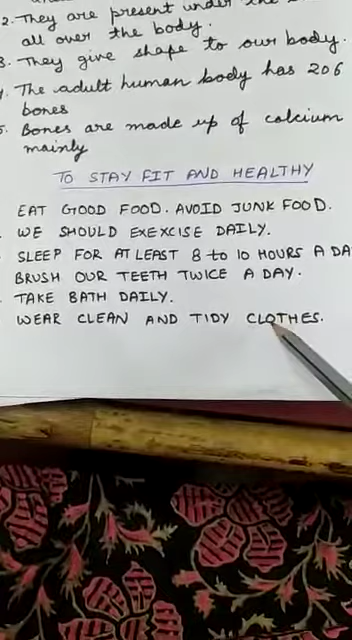 2. They are present under the
all over the body.
3. They give shape to our body.
The adult human body has 206
bones
Bones are made up of calcium
mainly
TO STAY FIT AND HEALTHY
EAT GOOD FOOD. AVOID JUNK FOOD.
WE SHOULD EXEXCISE DAILY.
SLEEP FOR AT LEAST 8 to 10 HOURS A DA
BRUSH OUR TEETH TWICE A DAY.
TAKE BATH DAILY.
WEAR CLEAN AND TIDY CLOTHES.